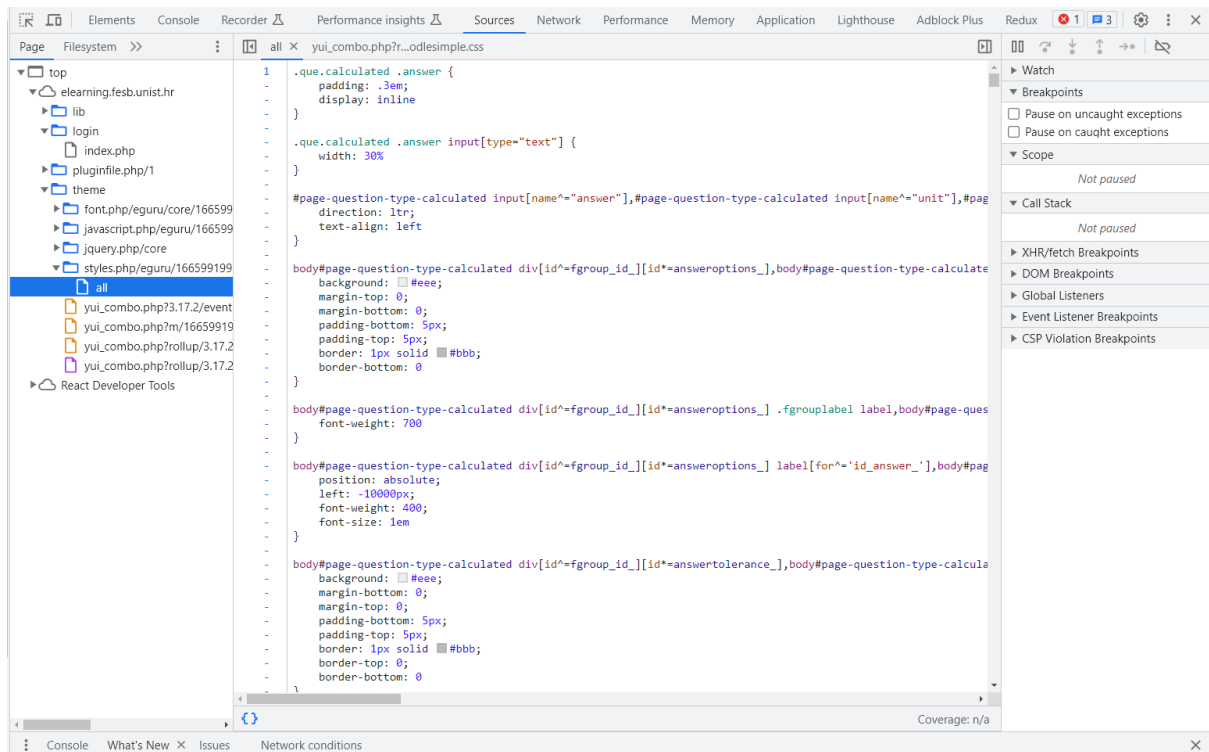 Elements Console Recorder Performance insights Sources Network Performance Memory Application Lighthouse Adblock Plus Redux 1 3
Page Filesystem
all yui_combo.php?r...odlesimple.css
top
elearning.fesb.unist.hr
lib
login
index.php
pluginfile.php/1
theme
font.php/eguru/core/166599
javascript.php/eguru/166599
jquery.php/core
styles.php/eguru/166599199
all
yui_combo.php?3.17.2/event
yui_combo.php?m/16659919
yui_combo.php?rollup/3.17.2
yui_combo.php?rollup/3.17.2
React Developer Tools
1 .que.calculated .answer {
- padding: .3em;
- display: inline
- }
-
- .que.calculated .answer input[type="text"] {
- width: 30%
- }
-
- #page-question-type-calculated input[name^="answer"],#page-question-type-calculated input[name^="unit"],#pag
- direction: ltr;
- text-align: left
- }
-
- body#page-question-type-calculated div[id^=fgroup_id_][id*=answeroptions_],body#page-question-type-calculate
- background: #eee;
- margin-top: 0;
- margin-bottom: 0;
- padding-bottom: 5px;
- padding-top: 5px;
- border: 1px solid #bbb;
- border-bottom: 0
- }
-
- body#page-question-type-calculated div[id^=fgroup_id_][id*=answeroptions_] .fgrouplabel label,body#page-ques
- font-weight: 700
- }
-
- body#page-question-type-calculated div[id^=fgroup_id_][id*=answeroptions_] label[for^='id_answer_'],body#pag
- position: absolute;
- left: -10000px;
- font-weight: 400;
- font-size: 1em
- }
-
- body#page-question-type-calculated div[id^=fgroup_id_][id*=answertolerance_],body#page-question-type-calcula
- background: #eee;
- margin-bottom: 0;
- margin-top: 0;
- padding-bottom: 5px;
- padding-top: 5px;
- border: 1px solid #bbb;
- border-top: 0;
- border-bottom: 0
- }
{} Coverage: n/a
Watch
Breakpoints
Pause on uncaught exceptions
Pause on caught exceptions
Scope
Not paused
Call Stack
Not paused
XHR/fetch Breakpoints
DOM Breakpoints
Global Listeners
Event Listener Breakpoints
CSP Violation Breakpoints
Console What's New Issues Network conditions